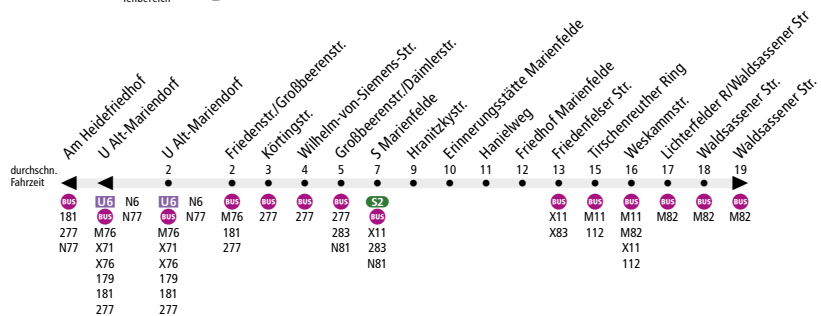 Am Heidefriedhof
U Alt-Mariendorf
U Alt-Mariendorf
Friedenstr./Großbeerenstr.
Körtingstr.
Wilhelm-von-Siemens-Str.
Großbeerenstr./Daimlerstr.
S Marienfelde
Hranitzkystr.
Erinnerungsstätte Marienfelde
Hanielweg
Friedhof Marienfelde
Friedenfelser Str.
Tirschenreuther Ring
Weskammstr.
Lichterfelder R/Waldsassener Str
Waldsassener Str.
Waldsassener Str.
durchschn. 2 2 3 4 5 7 9 10 11 12 13 15 16 17 18 19
Fahrzeit
BUS U6 N6 U6 N6 BUS BUS BUS BUS S2 BUS BUS BUS BUS BUS BUS
181 BUS N77 BUS N77 M76 277 277 277 BUS X11 M11 M11 M82 M82 M82
277 M76 M76 181 283 X11 X83 112 M82
N77 X71 X71 277 N81 283 X11
X76 X76 N81 112
179 179
181 181
277 277